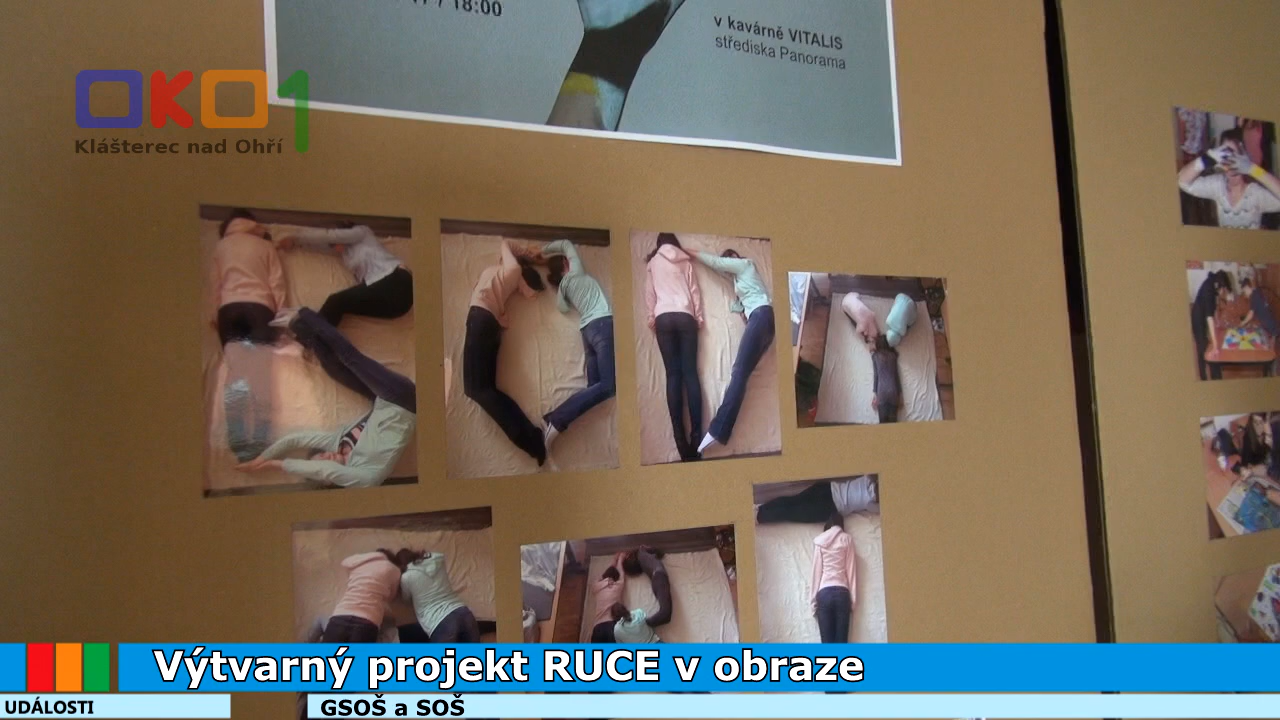 / 18:00
v kavárně VITALIS
střediska Panorama
OKO1
Klášterec nad Ohří
Výtvarný projekt RUCE v obraze
UDÁLOSTI
GSOŠ a SOŠ